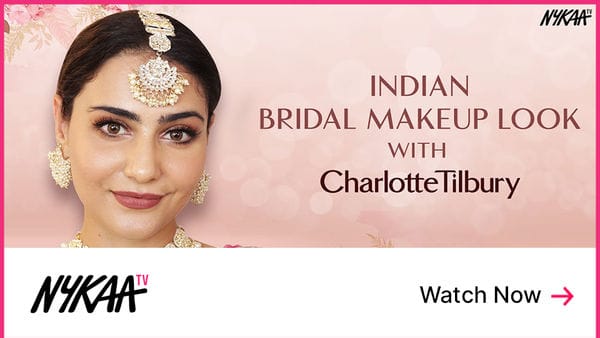 NYKAA TV
INDIAN
BRIDAL MAKEUP LOOK
WITH
CharlotteTilbury
NYKAA TV
Watch Now →